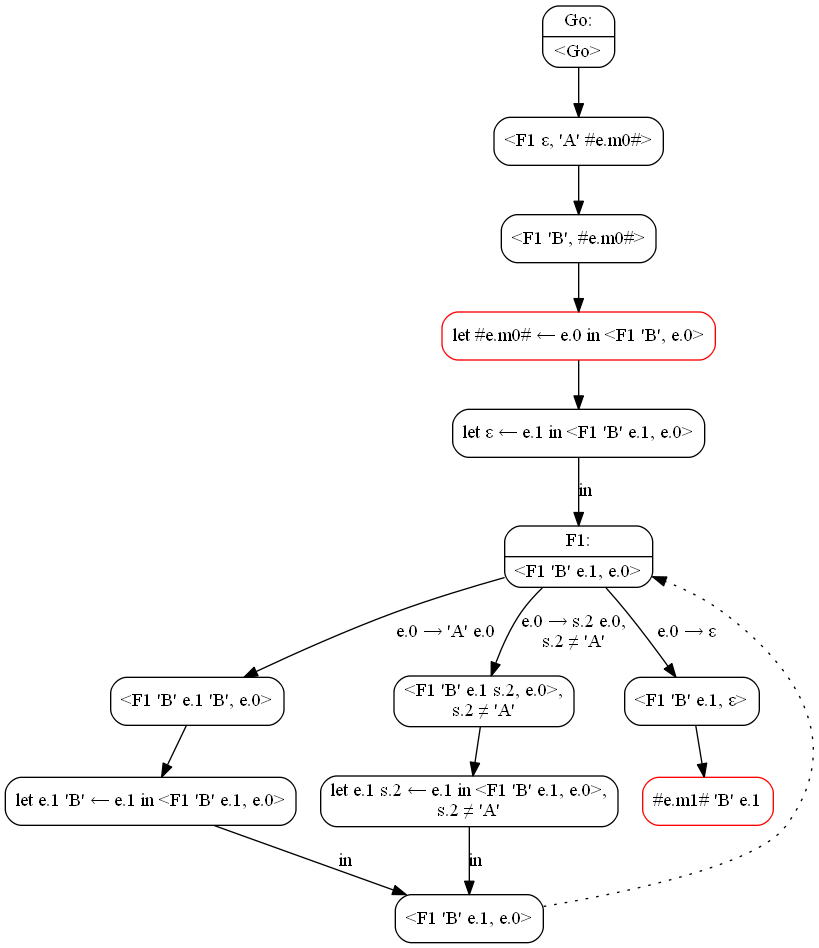 Go:
<Go>
<F1 ε, 'A' #e.m0#>
<F1 'B', #e.m0#>
let #e.m0# ← e.0 in <F1 'B', e.0>
let ε ← e.1 in <F1 'B' e.1, e.0>
in
F1:
<F1 'B' e.1, e.0>
e.0 → 'A' e.0
e.0 → s.2 e.0,
s.2 ≠ 'A'
e.0 → ε
<F1 'B' e.1 'B', e.0>
<F1 'B' e.1 s.2, e.0>,
s.2 ≠ 'A'
<F1 'B' e.1, ε>
let e.1 'B' ← e.1 in <F1 'B' e.1, e.0>
let e.1 s.2 ← e.1 in <F1 'B' e.1, e.0>,
s.2 ≠ 'A'
#e.m1# 'B' e.1
in
in
<F1 'B' e.1, e.0>